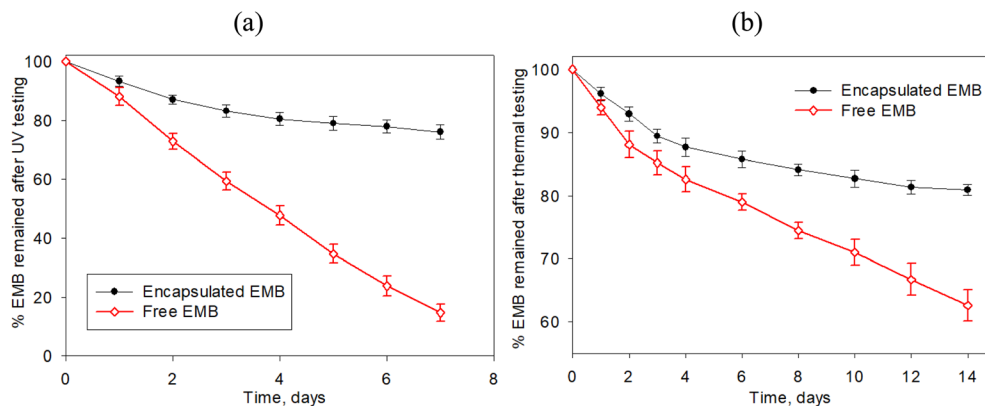 (a)
% EMB remained after UV testing
100
80
60
40
20
0
Encapsulated EMB
Free EMB
0 2 4 6 8
Time, days
(b)
% EMB remained after thermal testing
100
90
80
70
60
Encapsulated EMB
Free EMB
0 2 4 6 8 10 12 14
Time, days